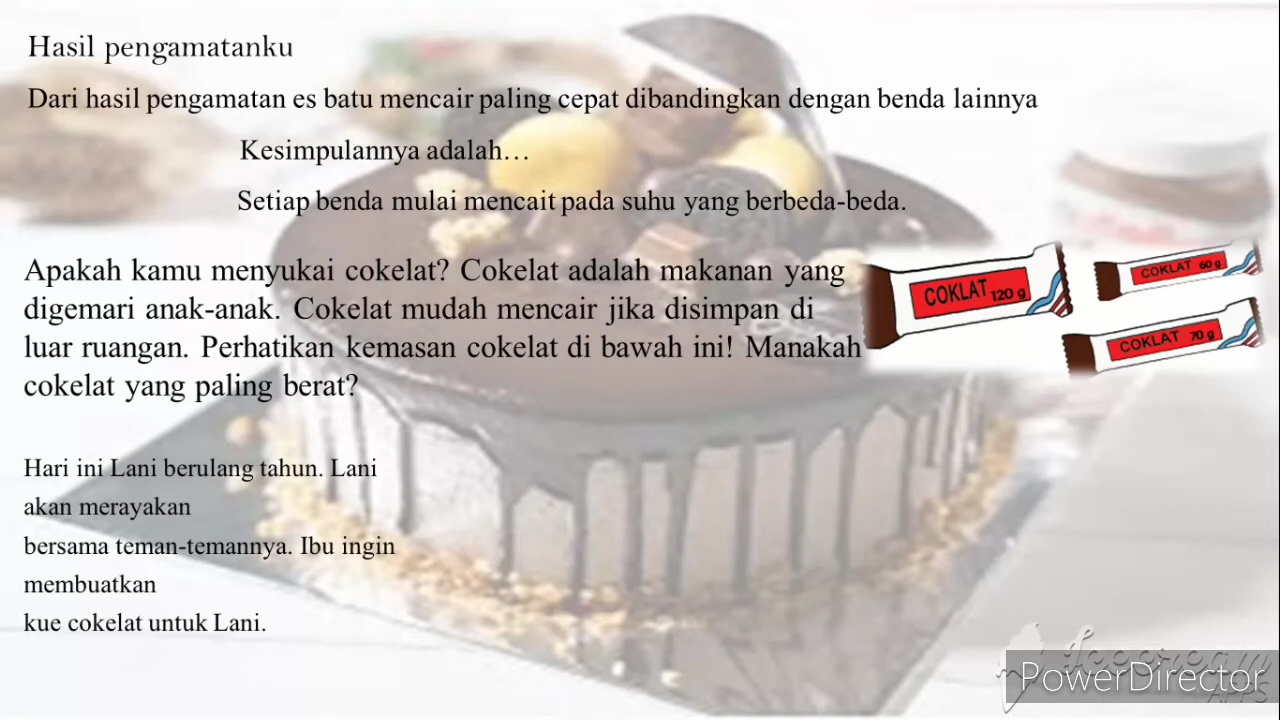 Hasil pengamatanku
Dari hasil pengamatan es batu mencair paling cepat dibandingkan dengan benda lainnya
Kesimpulannya adalah…
Setiap benda mulai mencait pada suhu yang berbeda-beda.
Apakah kamu menyukai cokelat? Cokelat adalah makanan yang
digemari anak-anak. Cokelat mudah mencair jika disimpan di
luar ruangan. Perhatikan kemasan cokelat di bawah ini! Manakah
cokelat yang paling berat?
COKLAT 120 g
COKLAT 60 g
COKLAT 70 g
Hari ini Lani berulang tahun. Lani
akan merayakan
bersama teman-temannya. Ibu ingin
membuatkan
kue cokelat untuk Lani.
PowerDirector